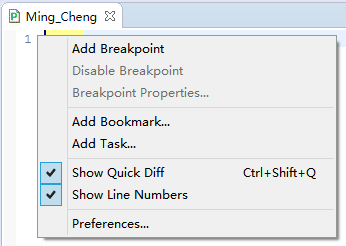 Ming_Cheng
1
Add Breakpoint
Disable Breakpoint
Breakpoint Properties...
Add Bookmark...
Add Task...
Show Quick Diff Ctrl+Shift+Q
Show Line Numbers
Preferences...